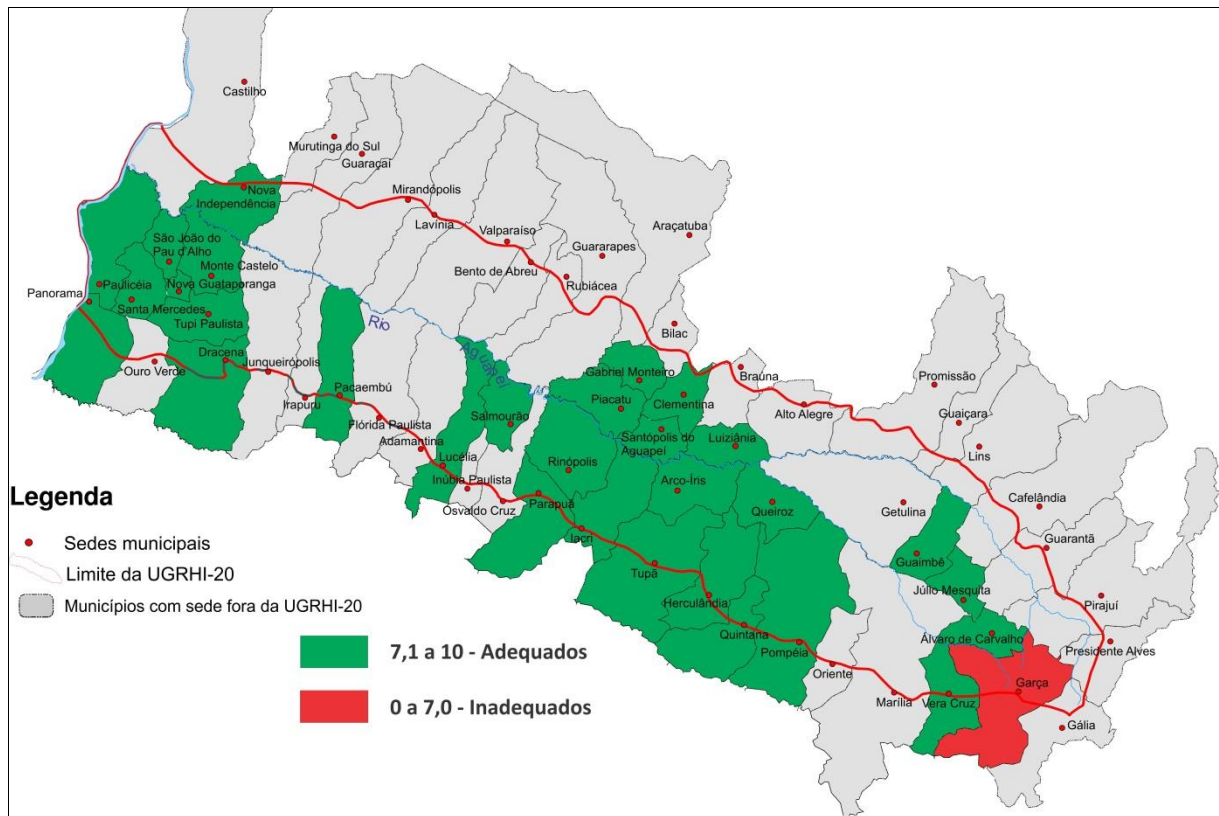 Castilho
Murutinga do Sul
Guaraçaí
Nova
Independência
Mirandópolis
Lavínia
Araçatuba
Valparaíso
Guararapes
Bento de Abreu
Rubiácea
São João do
Pau d'Alho
Monte Castelo
Paulicéia
Nova Guataporanga
Panorama
Santa Mercedes
Tupi Paulista
Rio
Aguapeí
Bilac
Dracena
Junqueirópolis
Ouro Verde
Gabriel Monteiro
Braúna
Promissão
Pacaembú
Irapuru
Piacatu
Clementina
Alto Alegre
Flórida Paulista
Salmourão
Guaiçara
Adamantina
Santópolis do
Aguapeí
Luiziânia
Lins
Lucélia
Rinópolis
Inúbia Paulista
Arco-Íris
Osvaldo Cruz
Parapuã
Queiroz
Getulina
Cafelândia
Iacri
Guarantã
Tupã
Guaimbê
Herculândia
Júlio Mesquita
Pirajuí
Quintana
Álvaro de Carvalho
Pompéia
Presidente Alves
Oriente
Garça
Marília
Vera Cruz
Gália
Legenda
Sedes municipais
Limite da UGRHI-20
Municípios com sede fora da UGRHI-20
7,1 a 10 - Adequados
0 a 7,0 - Inadequados